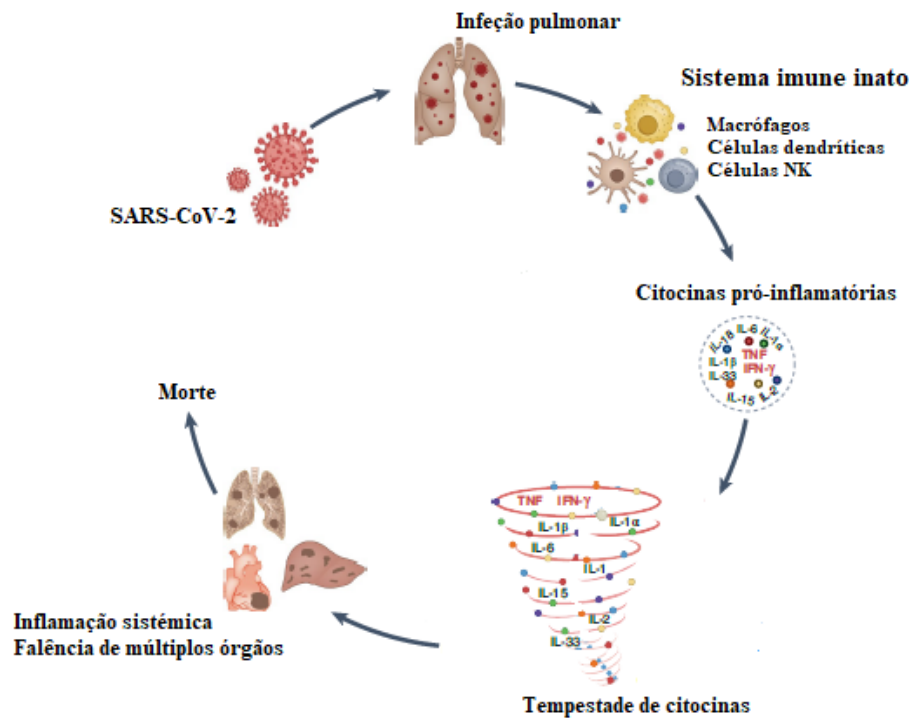 Infeção pulmonar
Sistema imune inato
Macrófagos
Células dendríticas
Células NK
SARS-CoV-2
Citocinas pró-inflamatórias
IL-18 IL-6 IL-1α
TNF
IL-1β IFN-γ
IL-33
IL-15 IL-2
Morte
TNF IFN-γ
IL-1β IL-1α
IL-6
IL-1
IL-15
IL-2
IL-33
Inflamação sistémica
Falência de múltiplos órgãos
Tempestade de citocinas